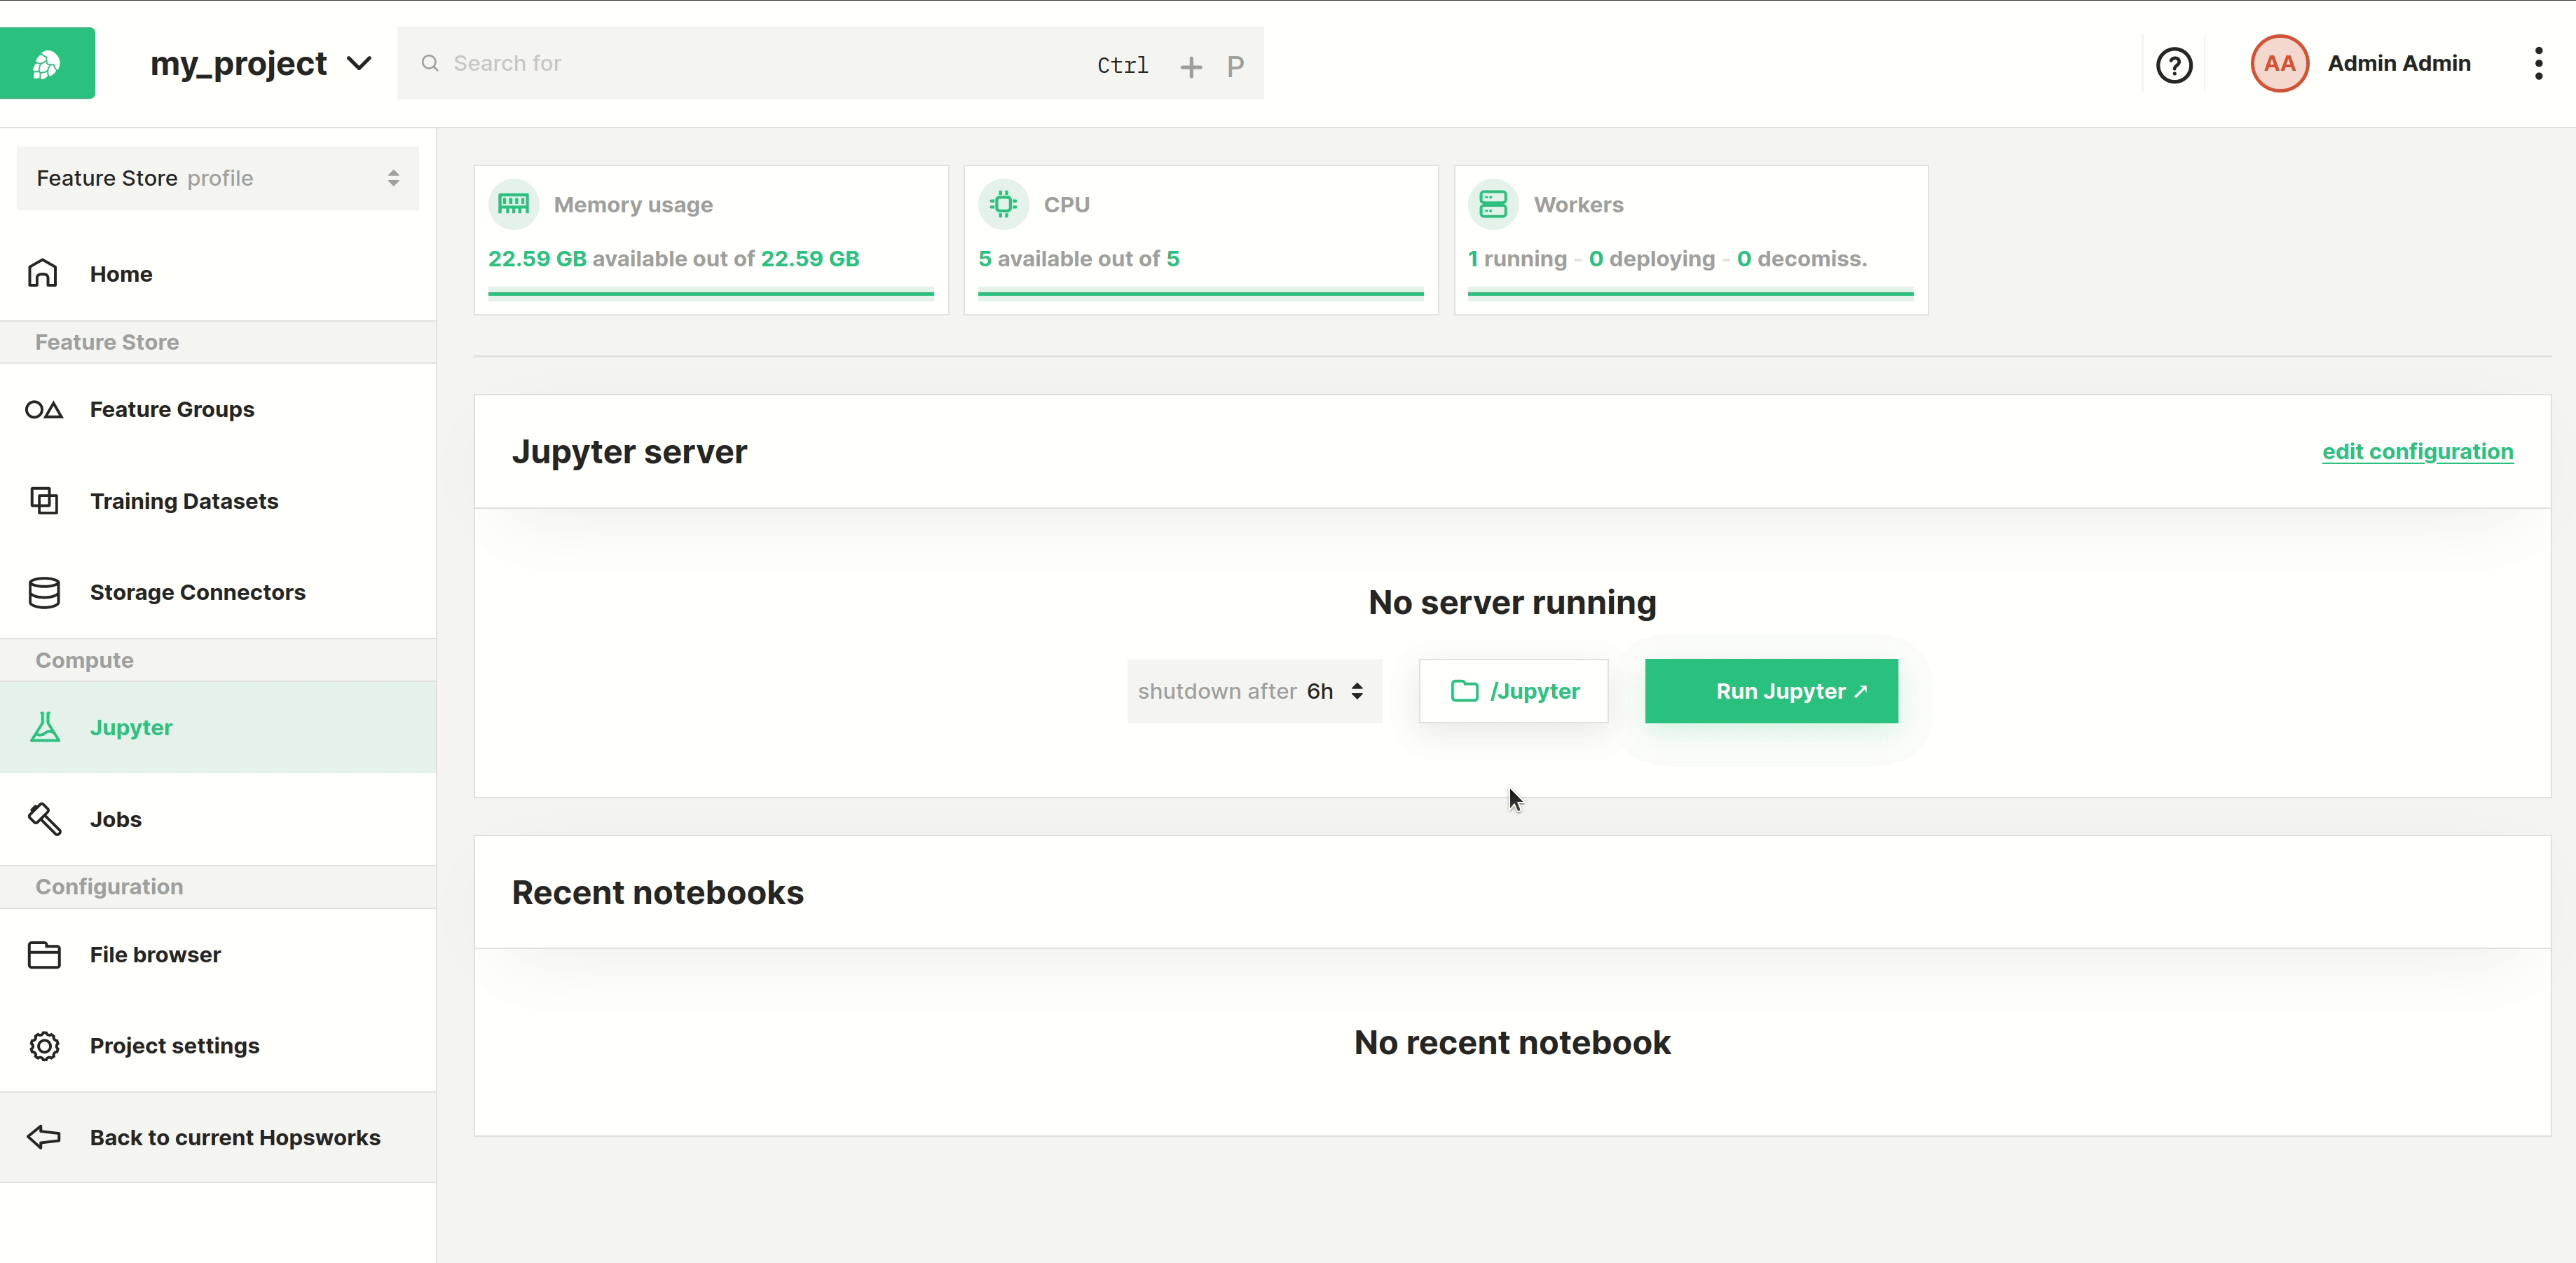 my_project
Search for
Ctrl + P
?
AA
Admin Admin
Feature Store profile
Home
Feature Store
Feature Groups
Training Datasets
Storage Connectors
Compute
Jupyter
Jobs
Configuration
File browser
Project settings
Back to current Hopsworks
Memory usage
22.59 GB available out of 22.59 GB
CPU
5 available out of 5
Workers
1 running - 0 deploying - 0 decomiss.
Jupyter server
edit configuration
No server running
shutdown after 6h
/Jupyter
Run Jupyter ↗
Recent notebooks
No recent notebook